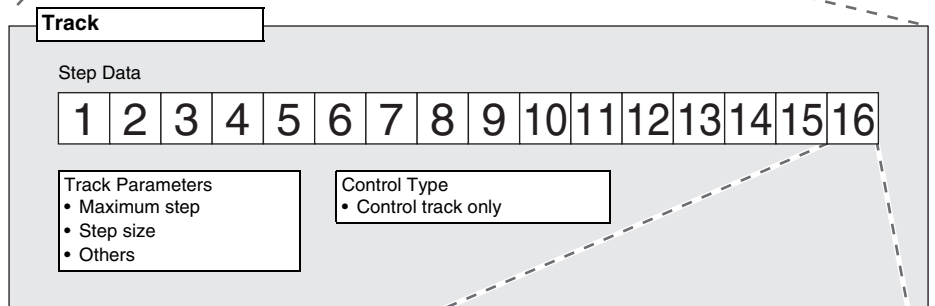 Track
Step Data
1 2 3 4 5 6 7 8 9 10 11 12 13 14 15 16
Track Parameters
• Maximum step
• Step size
• Others
Control Type
• Control track only